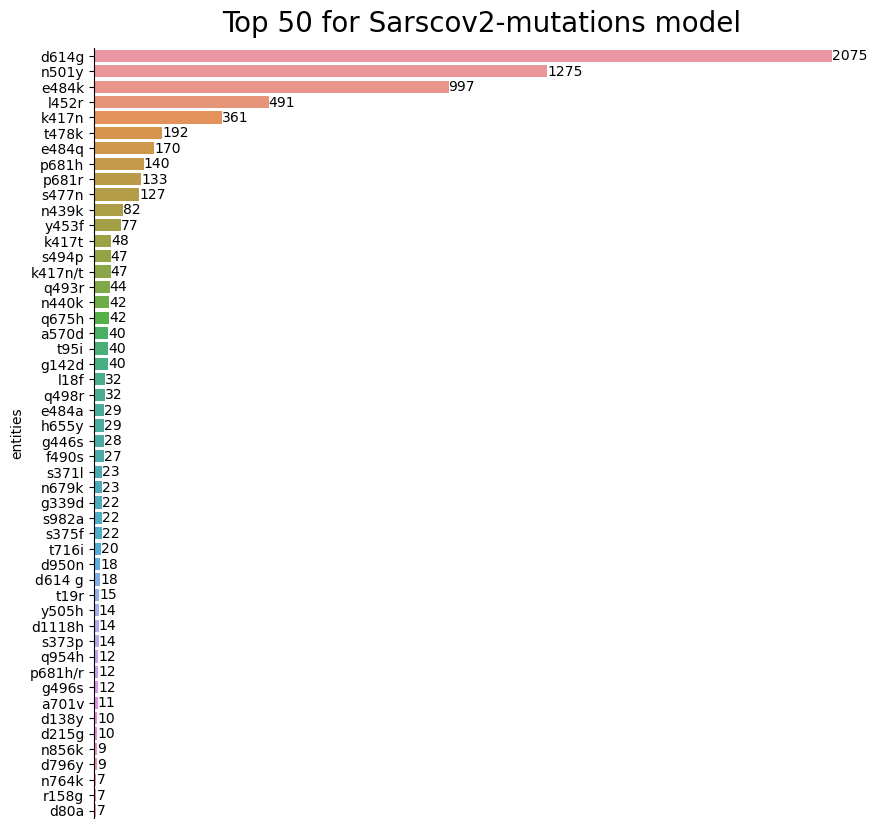 Top 50 for Sarscov2-mutations model
d614g 2075
n501y 1275
e484k 997
l452r 491
k417n 361
t478k 192
e484q 170
p681h 140
p681r 133
s477n 127
n439k 82
y453f 77
k417t 48
s494p 47
k417n/t 47
q493r 44
n440k 42
q675h 42
a570d 40
t95i 40
g142d 40
l18f 32
q498r 32
e484a 29
h655y 29
g446s 28
f490s 27
s371l 23
n679k 23
g339d 22
s982a 22
s375f 22
t716i 20
d950n 18
d614 g 18
t19r 15
y505h 14
d1118h 14
s373p 14
q954h 12
p681h/r 12
g496s 12
a701v 11
d138y 10
d215g 10
n856k 9
d796y 9
n764k 7
r158g 7
d80a 7
entities